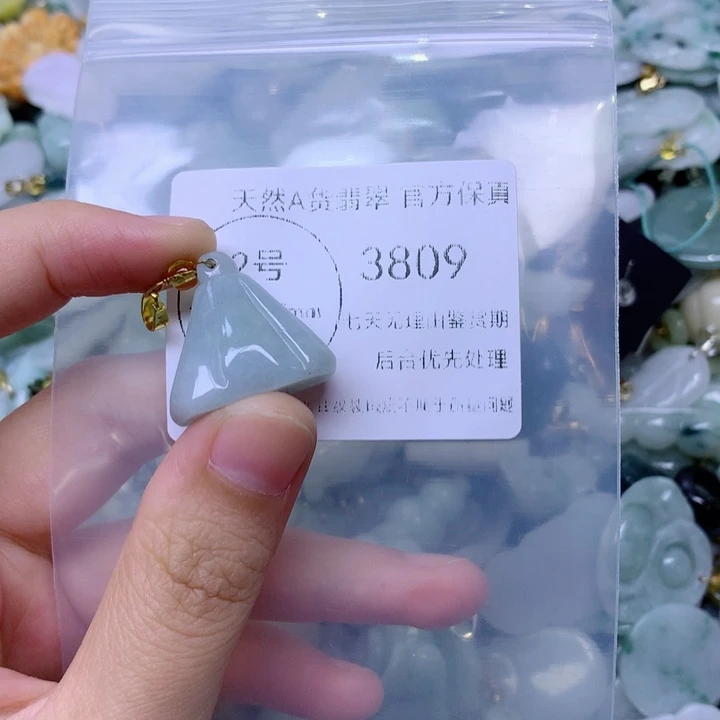 天然A货翡翠 官方保真
2号
3809
七天无理由鉴赏期
后台优先处理